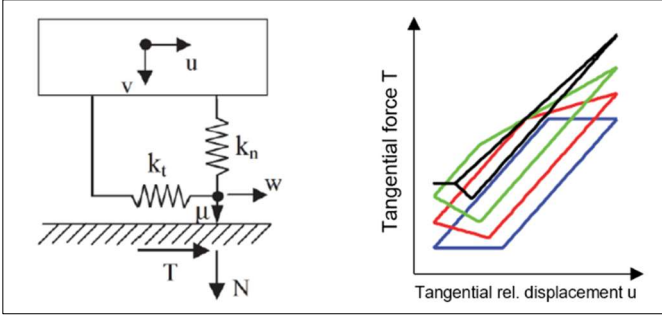 u
v
k_t
k_n
w
μ
T
N
Tangential force T
Tangential rel. displacement u